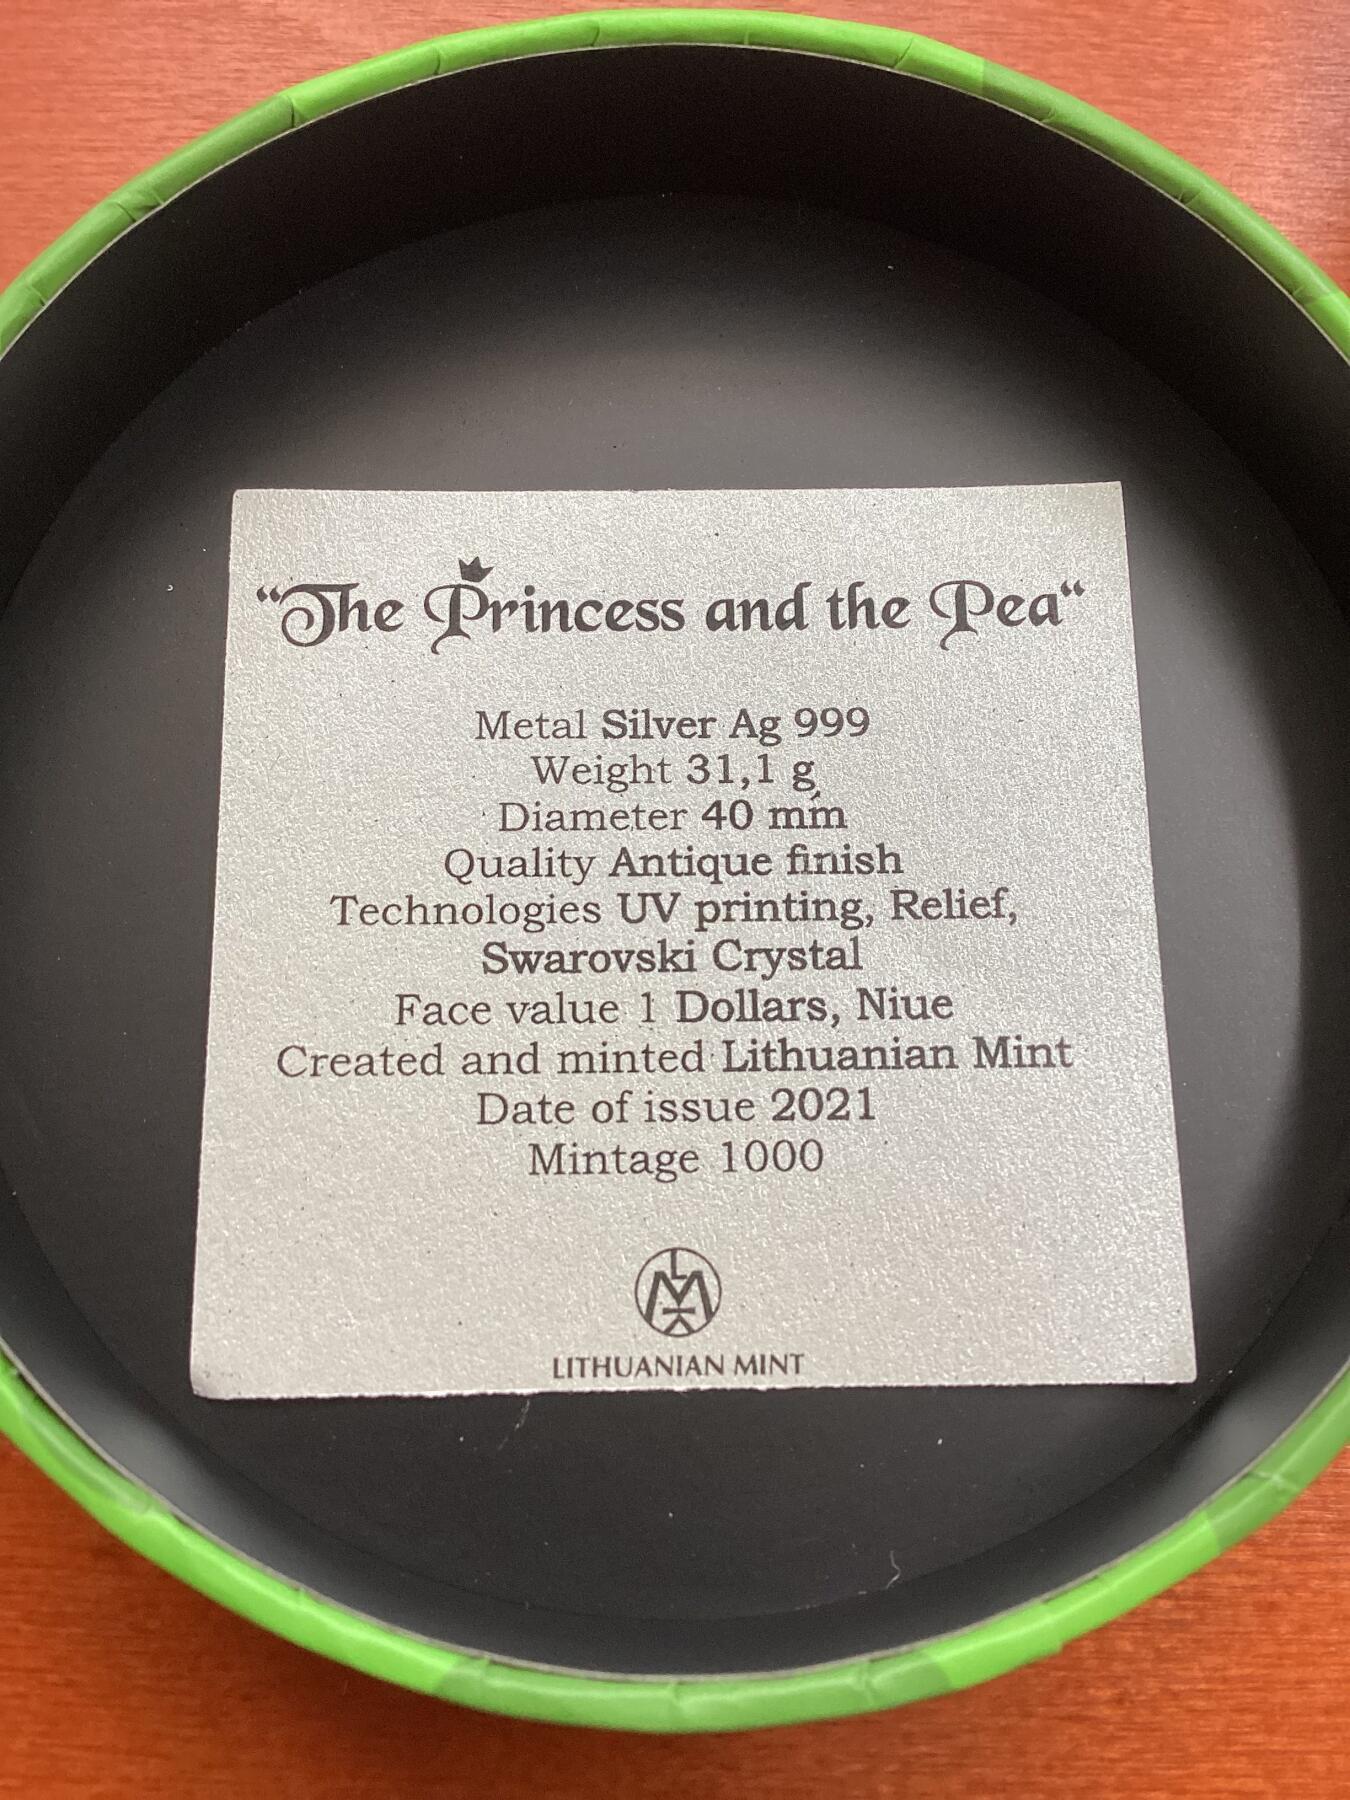 “The Princess and the Pea“
Metal Silver Ag 999
Weight 31,1 g
Diameter 40 mm
Quality Antique finish
Technologies UV printing, Relief,
Swarovski Crystal
Face value 1 Dollars, Niue
Created and minted Lithuanian Mint
Date of issue 2021
Mintage 1000
LM
LITHUANIAN MINT